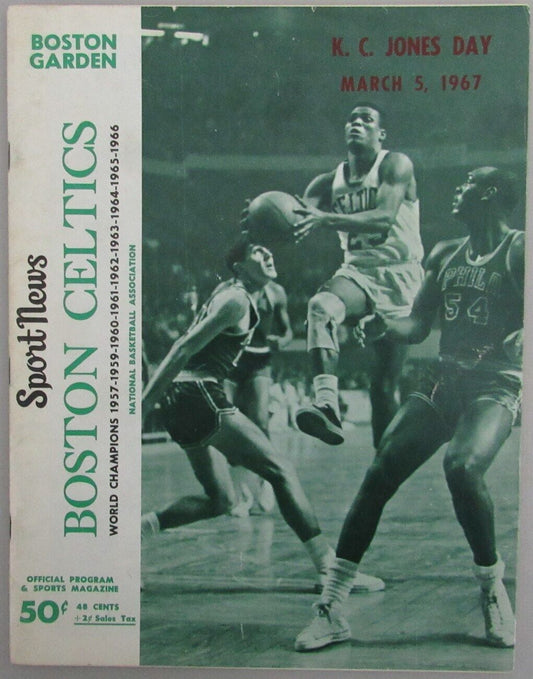 BOSTON
GARDEN
K. C. JONES DAY
MARCH 5, 1967
Sport News
BOSTON CELTICS
WORLD CHAMPIONS 1957-1959-1960-1961-1962-1963-1964-1965-1966
NATIONAL BASKETBALL ASSOCIATION
CELTICS
PHILA
54
OFFICIAL PROGRAM
& SPORTS MAGAZINE
50¢
48 CENTS
+2¢ Sales Tax